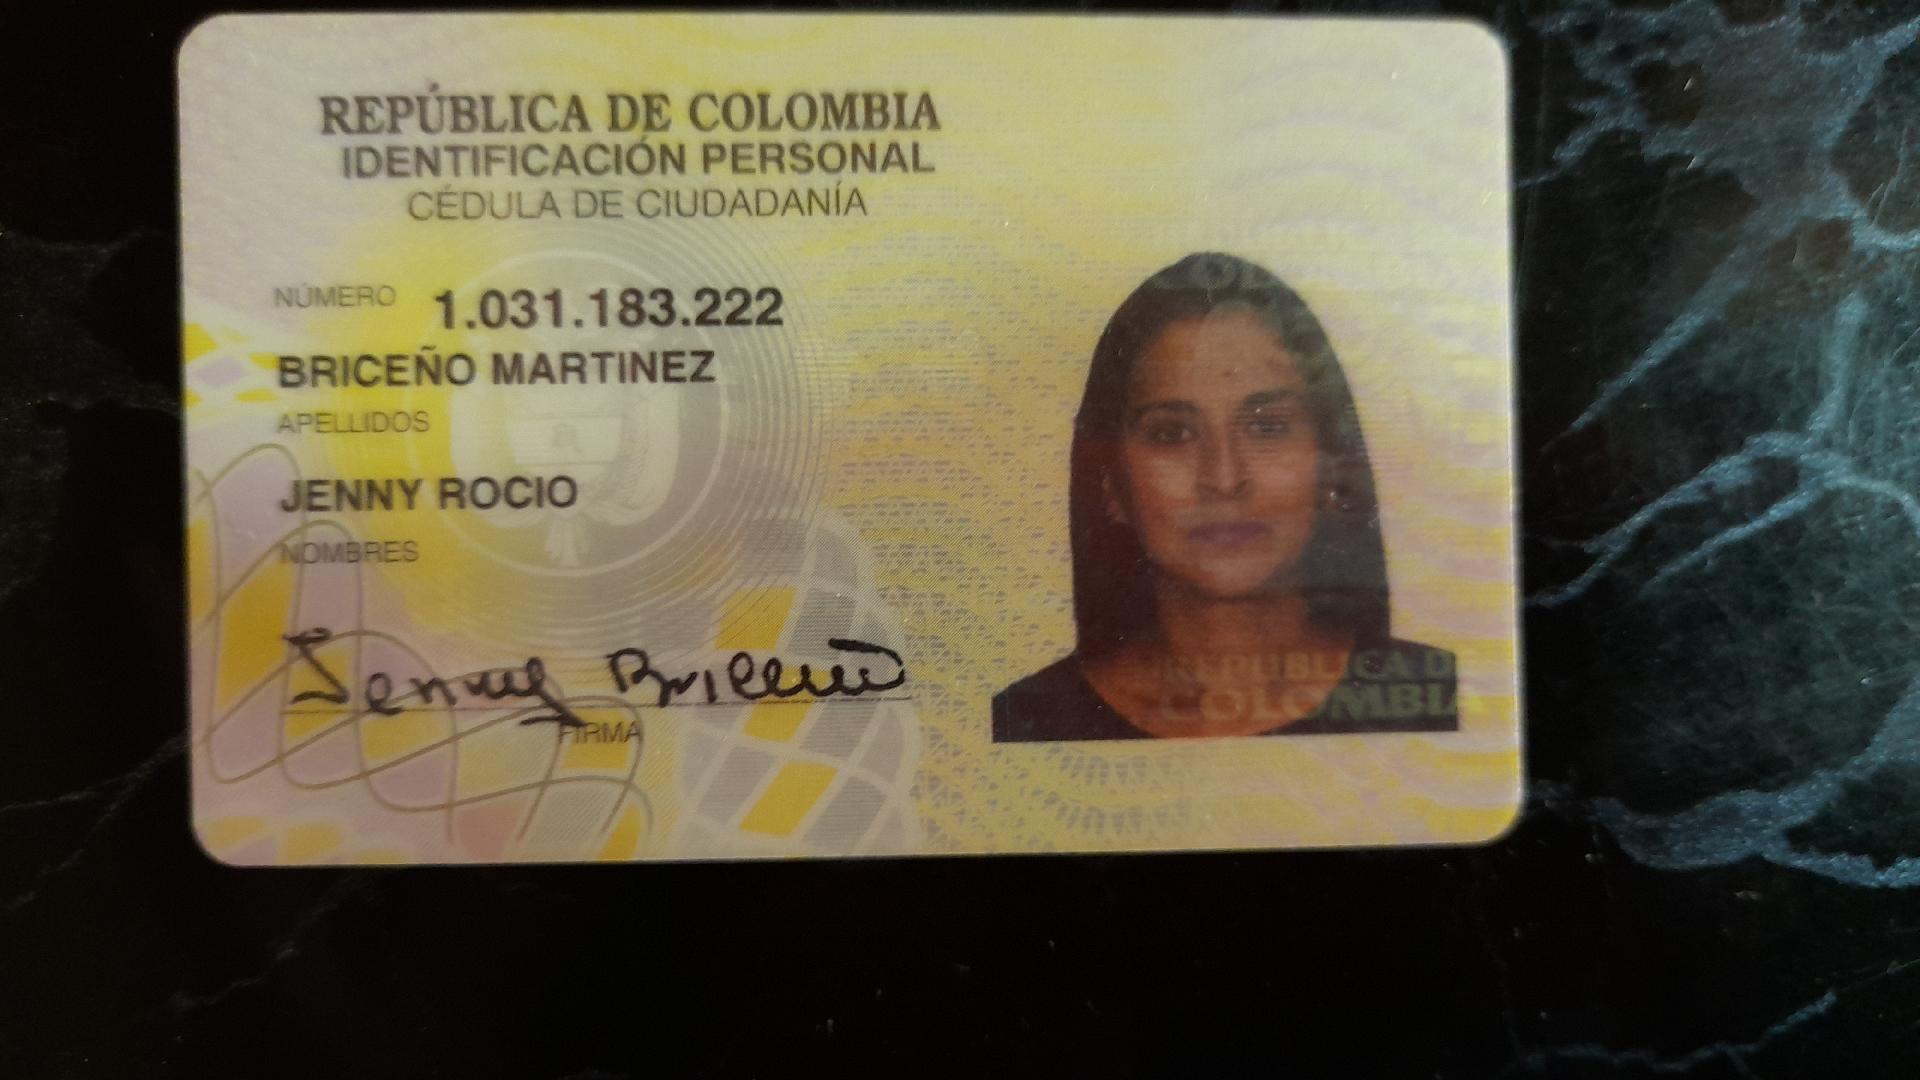 REPÚBLICA DE COLOMBIA
IDENTIFICACIÓN PERSONAL
CÉDULA DE CIUDADANÍA
NÚMERO 1.031.183.222
BRICEÑO MARTINEZ
APELLIDOS
JENNY ROCIO
NOMBRES
Jenny Briceño
FIRMA
REPUBLICA DE
COLOMBIA